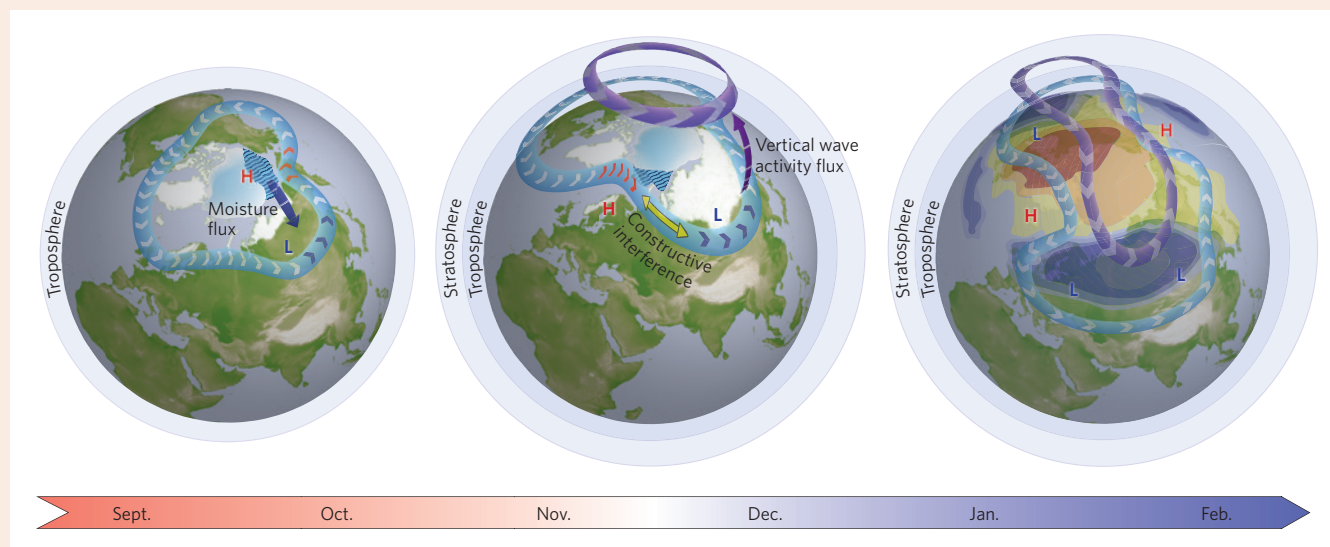 Troposphere
H
Moisture
flux
L
Stratosphere
Troposphere
Vertical wave
activity flux
H
L
Constructive
interference
Stratosphere
Troposphere
L
H
H
L
L
Sept.
Oct.
Nov.
Dec.
Jan.
Feb.